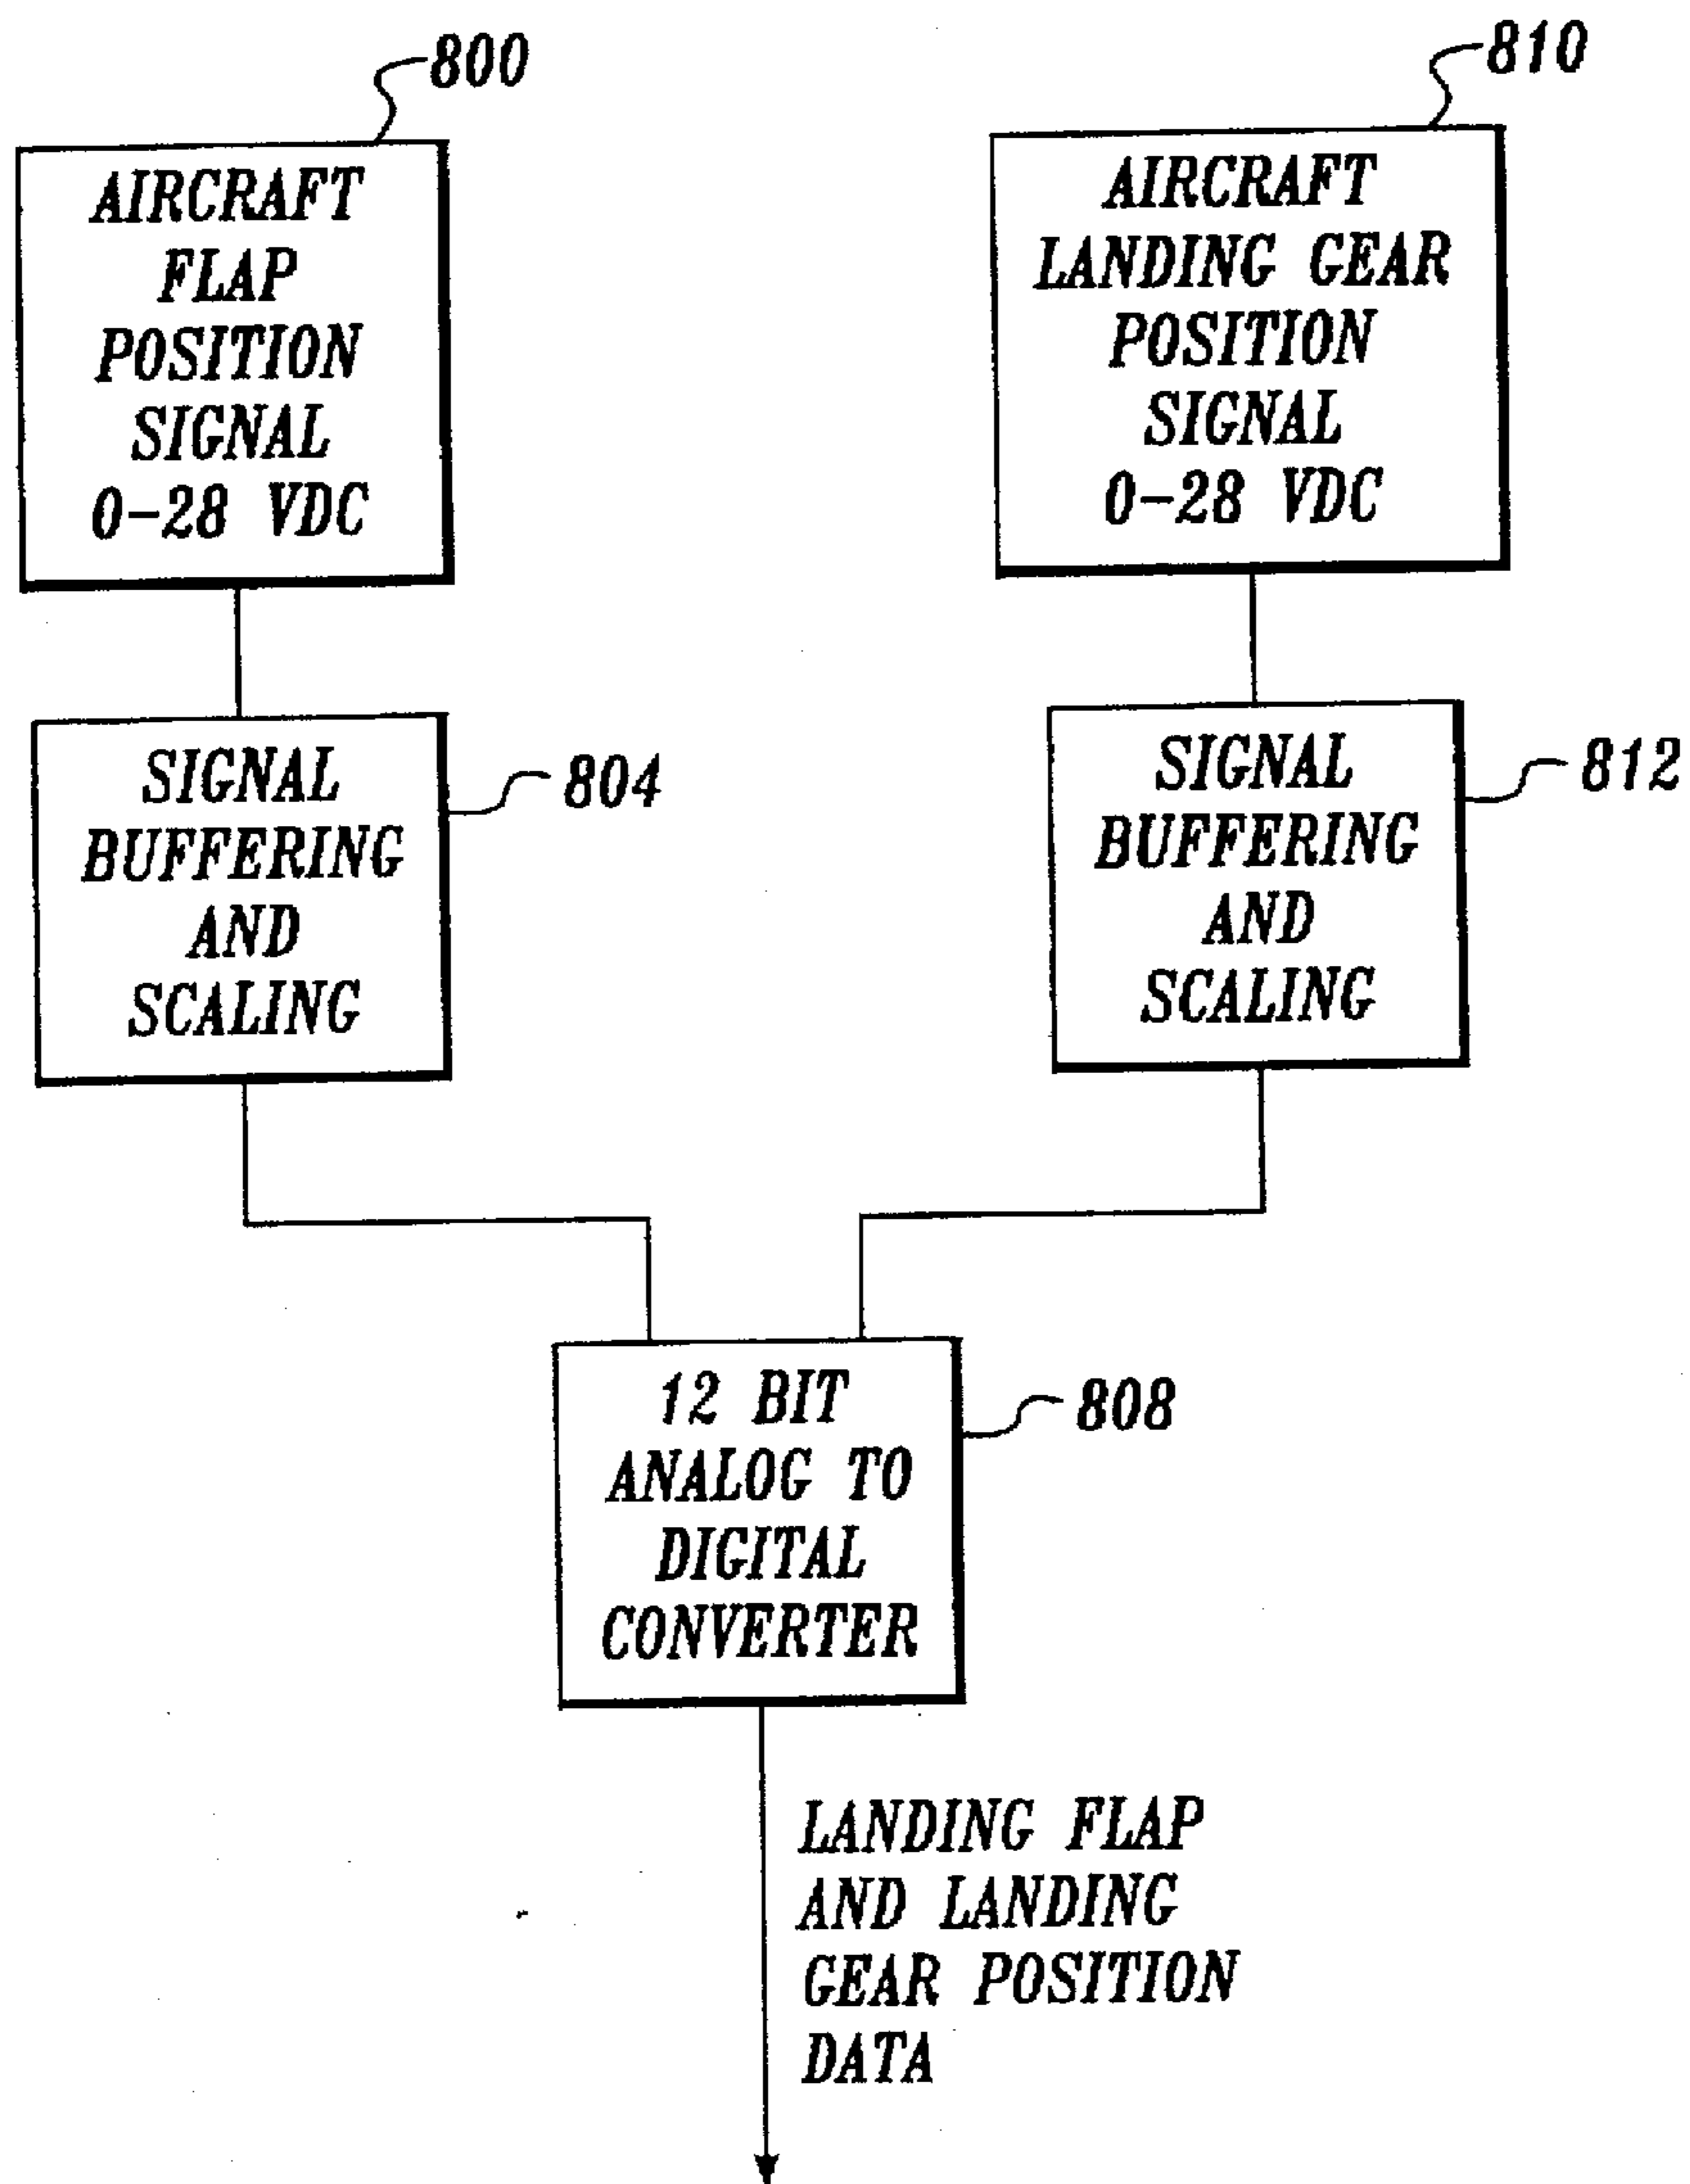 800
AIRCRAFT
FLAP
POSITION
SIGNAL
0-28 VDC
810
AIRCRAFT
LANDING GEAR
POSITION
SIGNAL
0-28 VDC
SIGNAL
BUFFERING
AND
SCALING
804
SIGNAL
BUFFERING
AND
SCALING
812
12 BIT
ANALOG TO
DIGITAL
CONVERTER
808
LANDING FLAP
AND LANDING
GEAR POSITION
DATA